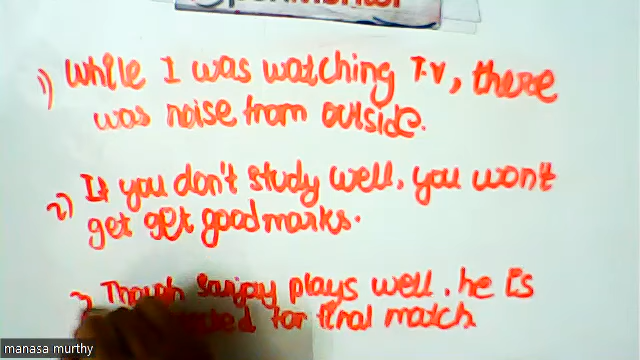 1) While I was watching T.V, there
was noise from outside.
2) If you don't study well, you won't
get get good marks.
3 Though Sanjay plays well, he is
for final match.
manasa murthy